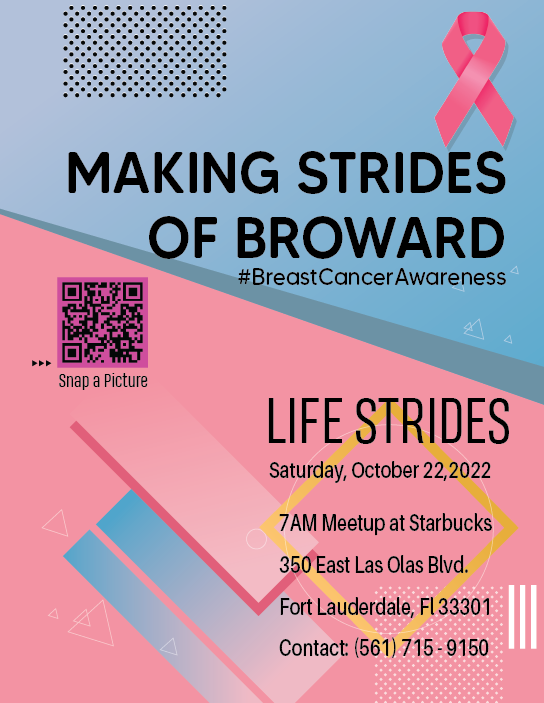 MAKING STRIDES
OF BROWARD
#BreastCancerAwareness
Snap a Picture
LIFE STRIDES
Saturday, October 22,2022
7AM Meetup at Starbucks
350 East Las Olas Blvd.
Fort Lauderdale, Fl 33301
Contact: (561) 715 - 9150